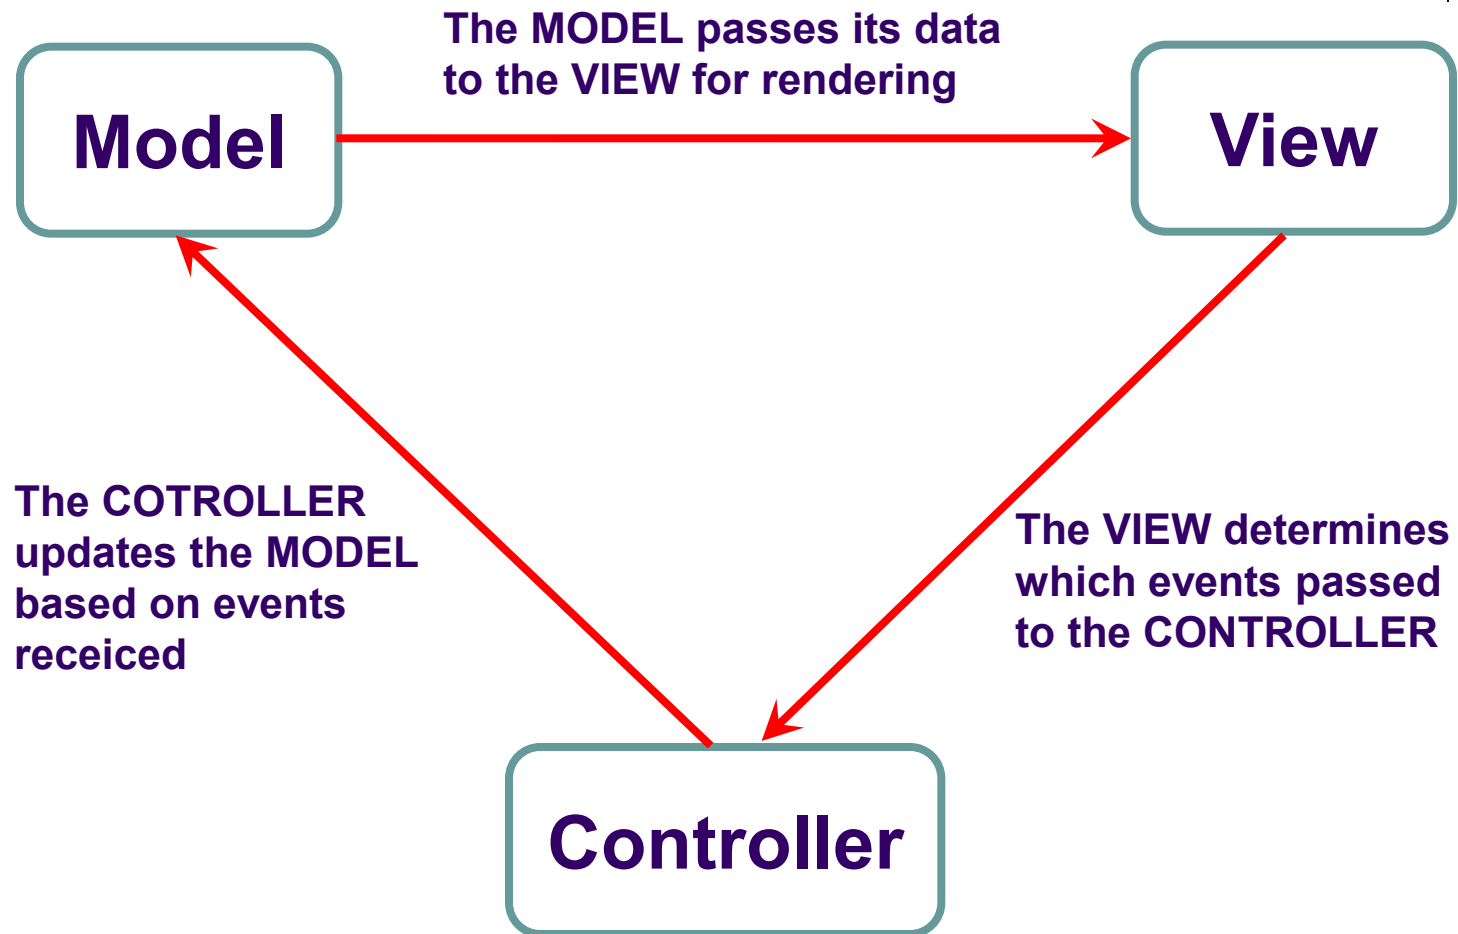 The MODEL passes its data
to the VIEW for rendering
Model
View
The COTROLLER
updates the MODEL
based on events
receiced
The VIEW determines
which events passed
to the CONTROLLER
Controller